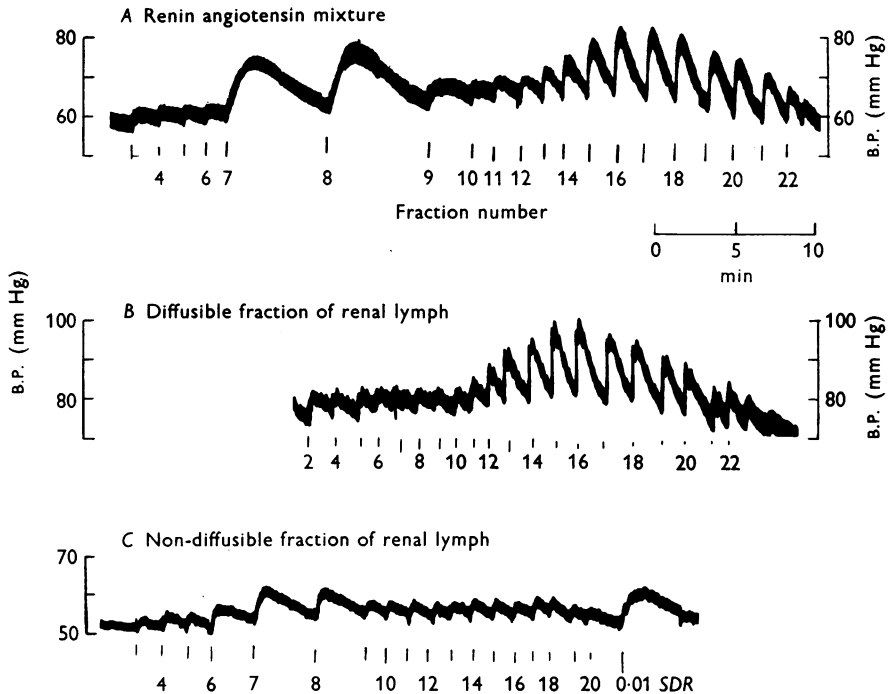 A Renin angiotensin mixture
80
60
80
60
B.P. (mm Hg)
4 6 7 8 9 10 11 12 14 16 18 20 22
Fraction number
0 5 10
min
B.P. (mm Hg)
B Diffusible fraction of renal lymph
100
80
100
80
B.P. (mm Hg)
2 4 6 8 10 12 14 16 18 20 22
C Non-diffusible fraction of renal lymph
70
50
4 6 7 8 10 12 14 16 18 0·01 SDR
20